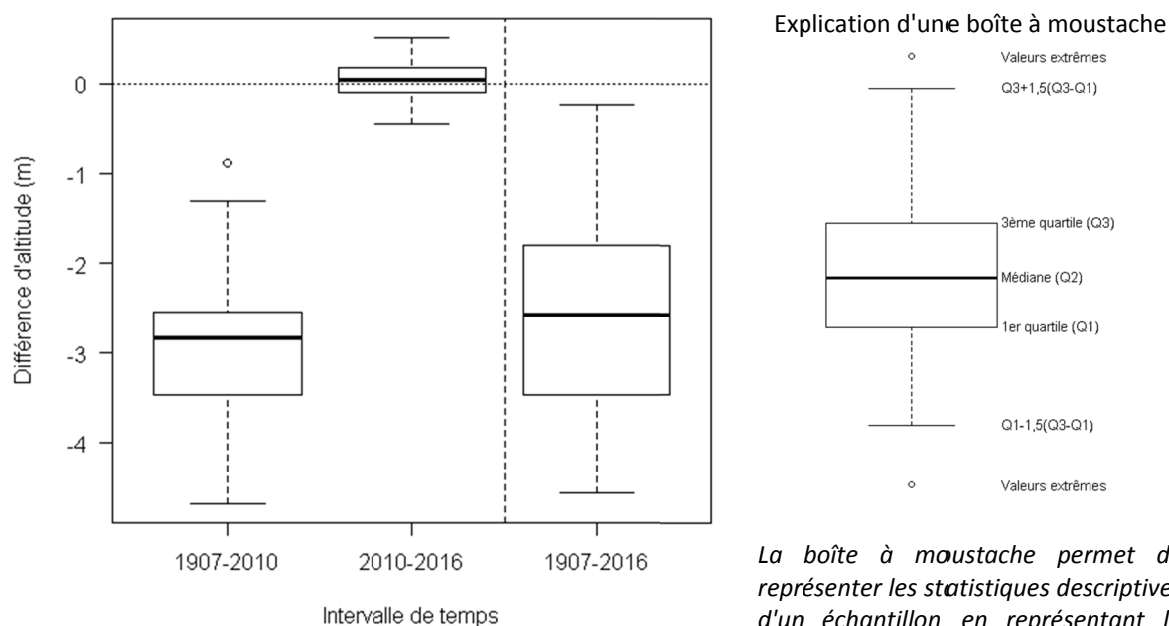 Différence d'altitude (m)
0
-1
-2
-3
-4
1907-2010
2010-2016
1907-2016
Intervalle de temps
Explication d'une boîte à moustache
Valeurs extrêmes
Q3+1,5(Q3-Q1)
3ème quartile (Q3)
Médiane (Q2)
1er quartile (Q1)
Q1-1,5(Q3-Q1)
Valeurs extrêmes
La boîte à moustache permet d
représenter les statistiques descriptive
d'un échantillon en représentant l